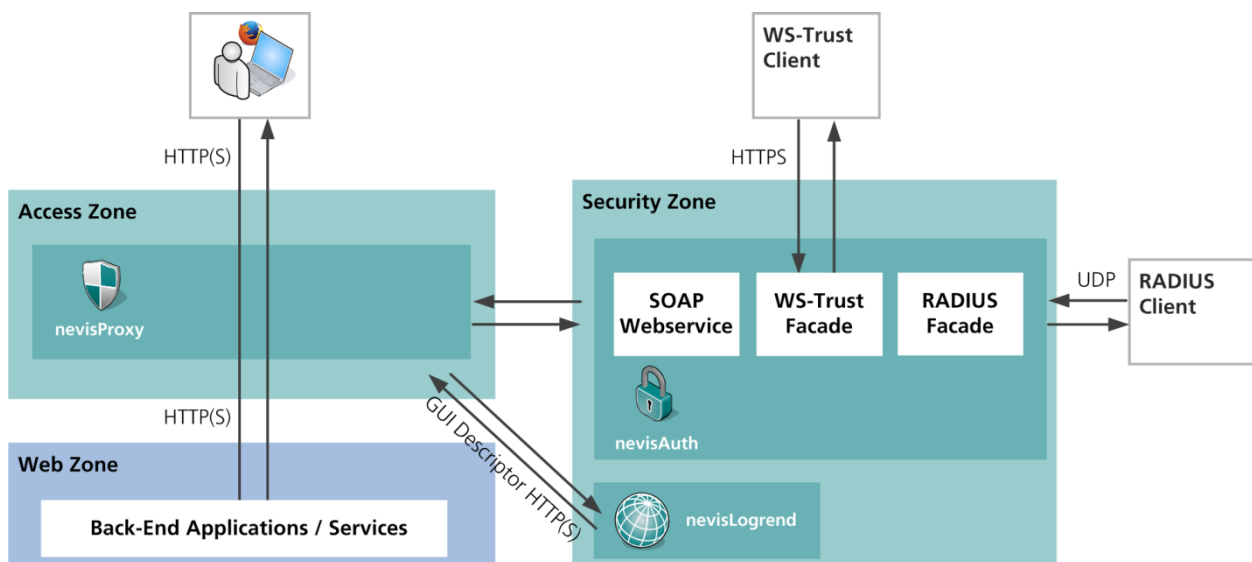 WS-Trust
Client
HTTP(S)
HTTPS
Access Zone
Security Zone
nevisProxy
SOAP
Webservice
WS-Trust
Facade
RADIUS
Facade
UDP
RADIUS
Client
nevisAuth
HTTP(S)
GUI Descriptor HTTP(S)
Web Zone
Back-End Applications / Services
nevisLogrend